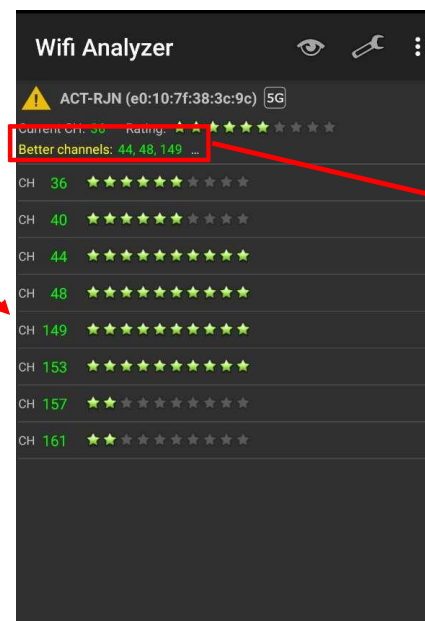 Wifi Analyzer
ACT-RJN (e0:10:7f:38:3c:9c) 5G
Current CH: 36 Rating:
Better channels: 44, 48, 149 ...
CH 36
CH 40
CH 44
CH 48
CH 149
CH 153
CH 157
CH 161